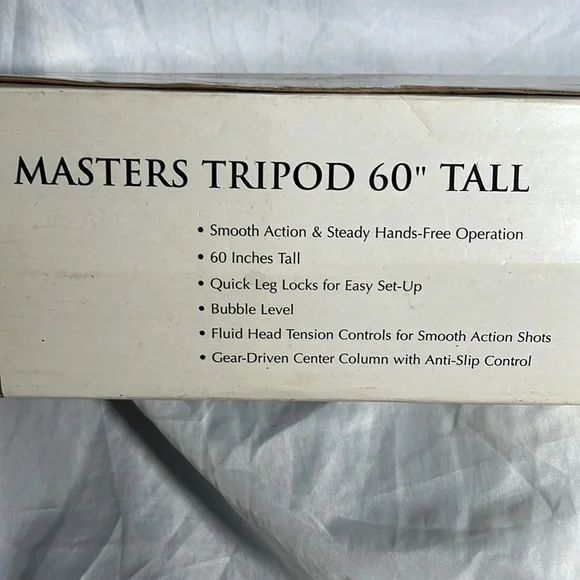 MASTERS TRIPOD 60" TALL
• Smooth Action & Steady Hands-Free Operation
• 60 Inches Tall
• Quick Leg Locks for Easy Set-Up
• Bubble Level
• Fluid Head Tension Controls for Smooth Action Shots
• Gear-Driven Center Column with Anti-Slip Control